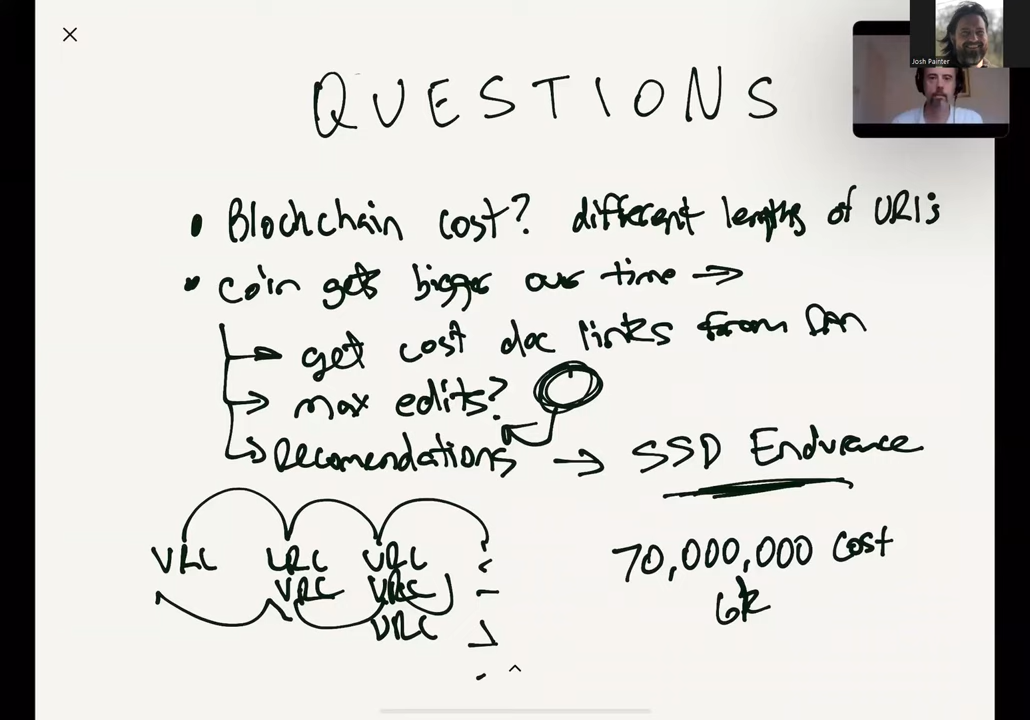 Josh Painter
QUESTIONS
• Blockchain cost? different lengths of URIs
• coin gets bigger over time →
→ get cost doc links from Dan
→ max edits?
→ Recomendations → SSD Endurance
URL URL URL
URL URL
URL
70,000,000 cost
6k